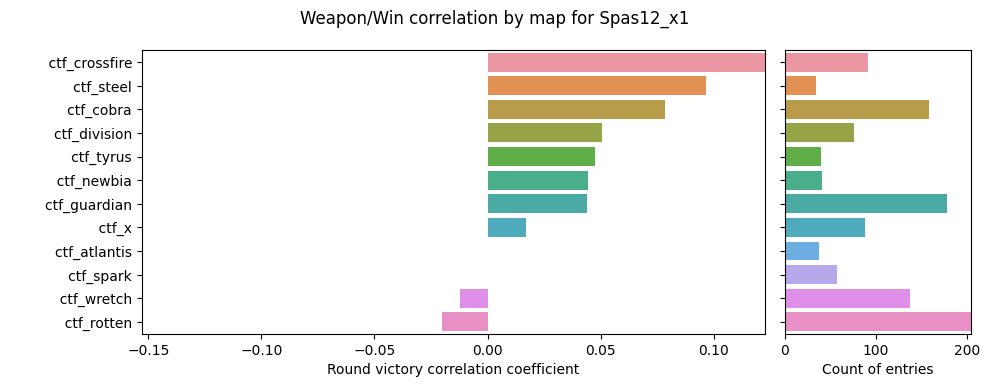 Weapon/Win correlation by map for Spas12_x1
ctf_crossfire
ctf_steel
ctf_cobra
ctf_division
ctf_tyrus
ctf_newbia
ctf_guardian
ctf_x
ctf_atlantis
ctf_spark
ctf_wretch
ctf_rotten
−0.15 −0.10 −0.05 0.00 0.05 0.10
Round victory correlation coefficient
0 100 200
Count of entries